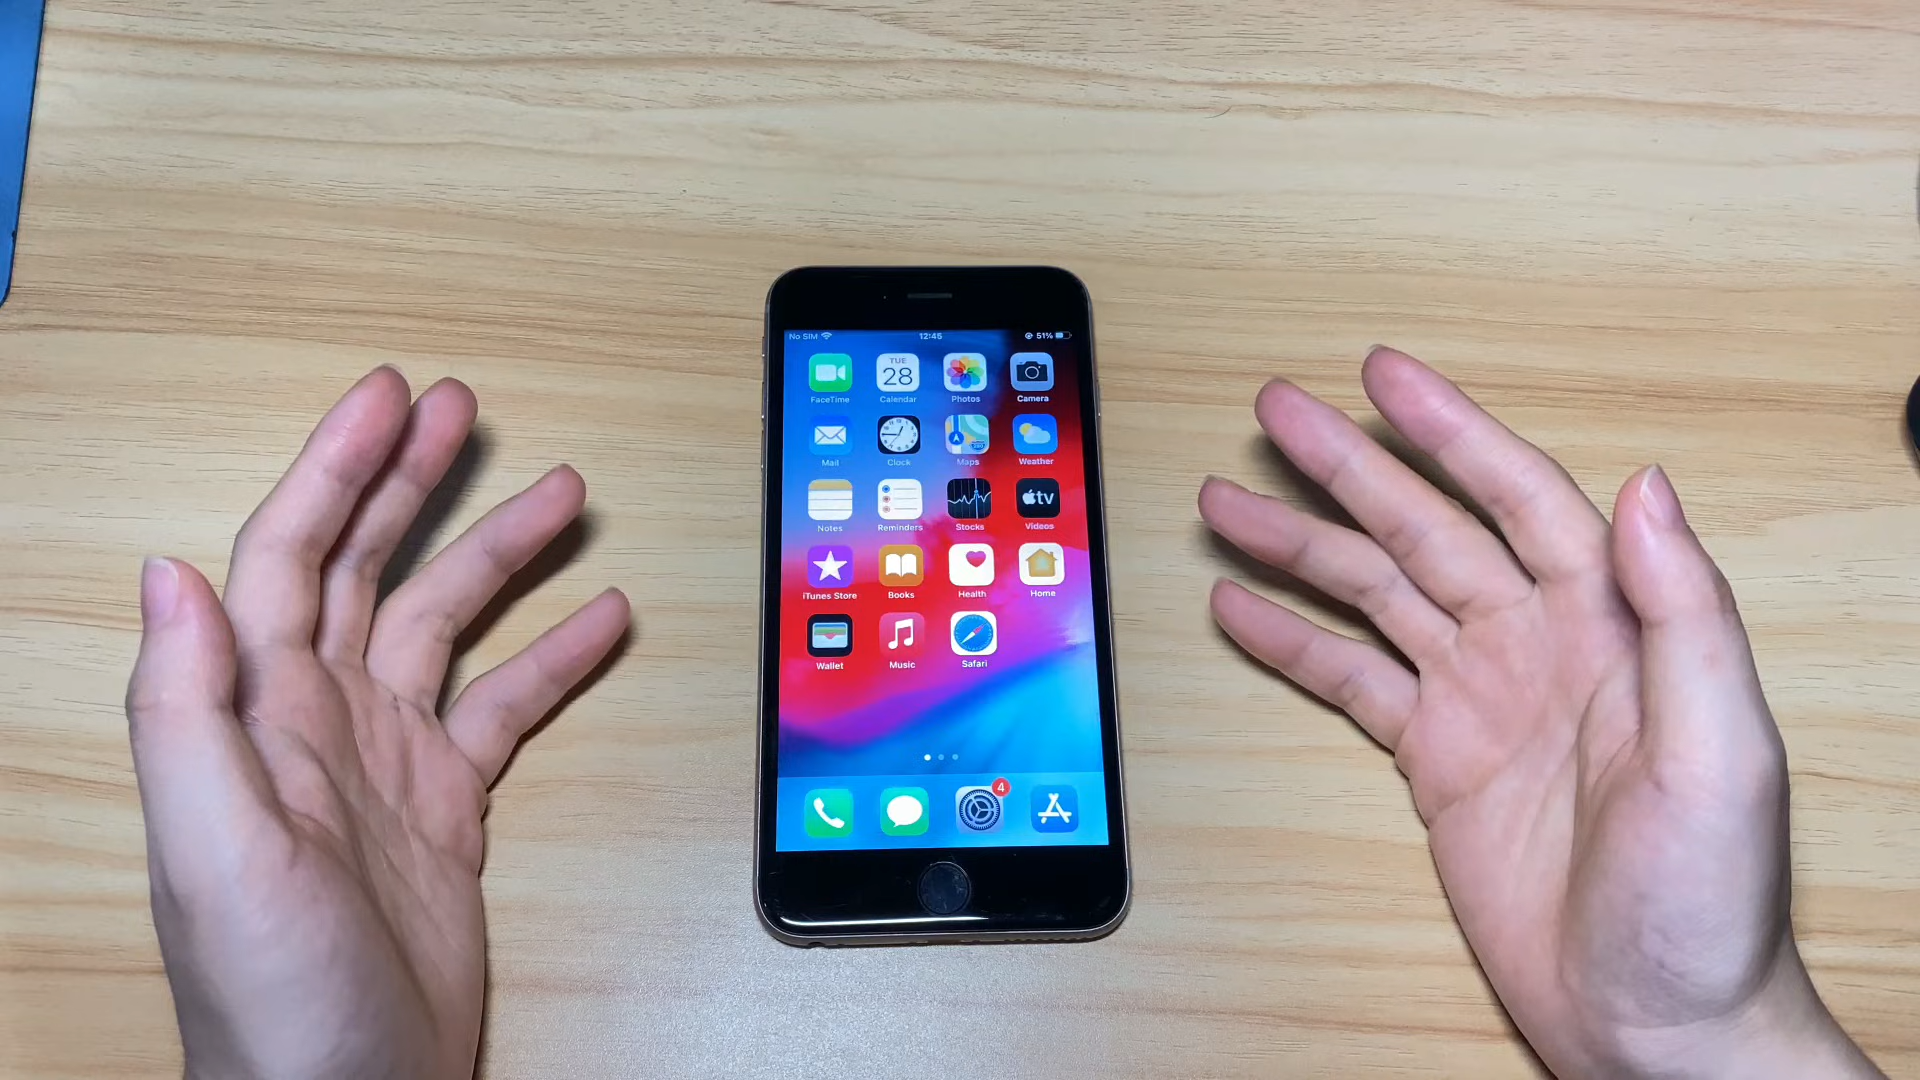 No SIM 12:45 51%
TUE
28
FaceTime Calendar Photos Camera
Mail Clock Maps Weather
tv
Notes Reminders Stocks Videos
iTunes Store Books Health Home
Wallet Music Safari
4